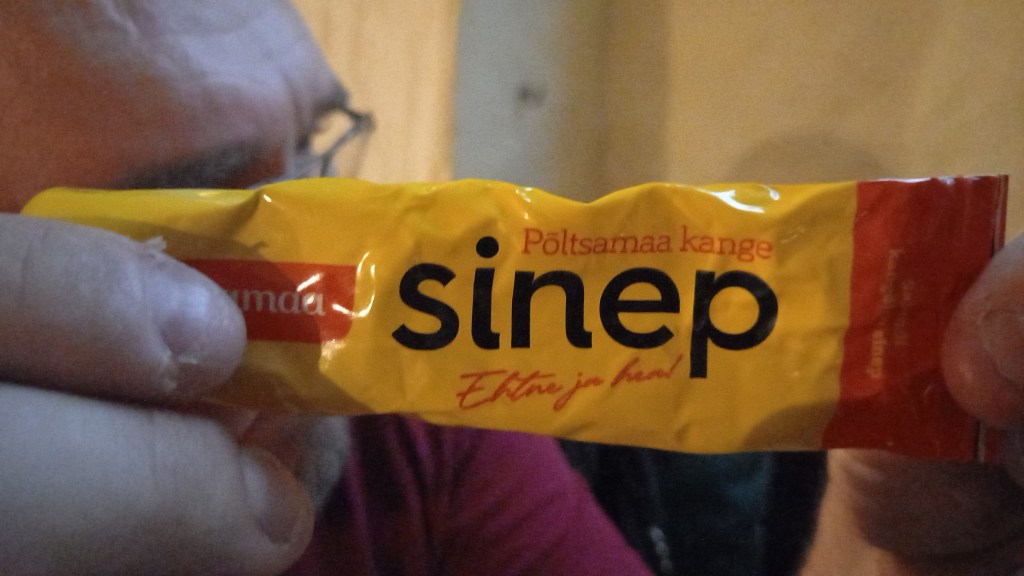 Põltsamaa kange
sinep
Ehtne ja hea!